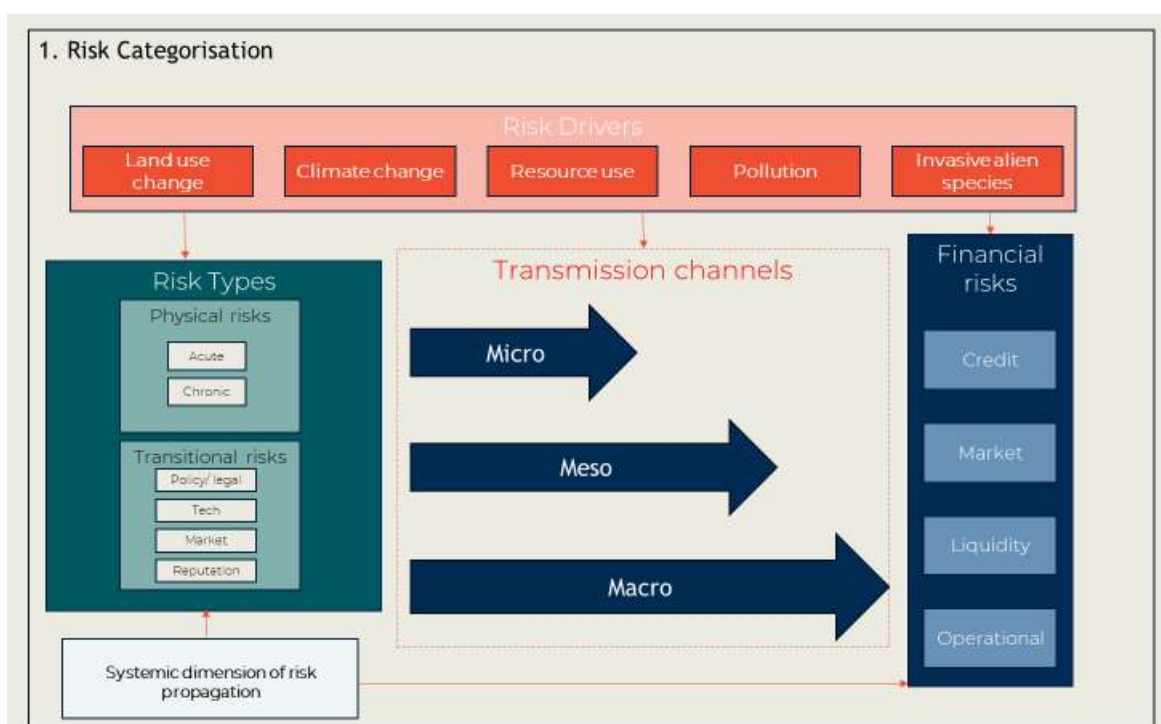 1. Risk Categorisation
Risk Drivers
Land use
change
Climate change
Resource use
Pollution
Invasive alien
species
Risk Types
Physical risks
Acute
Chronic
Transitional risks
Policy/ legal
Tech
Market
Reputation
Transmission channels
Micro
Meso
Macro
Financial
risks
Credit
Market
Liquidity
Operational
Systemic dimension of risk
propagation